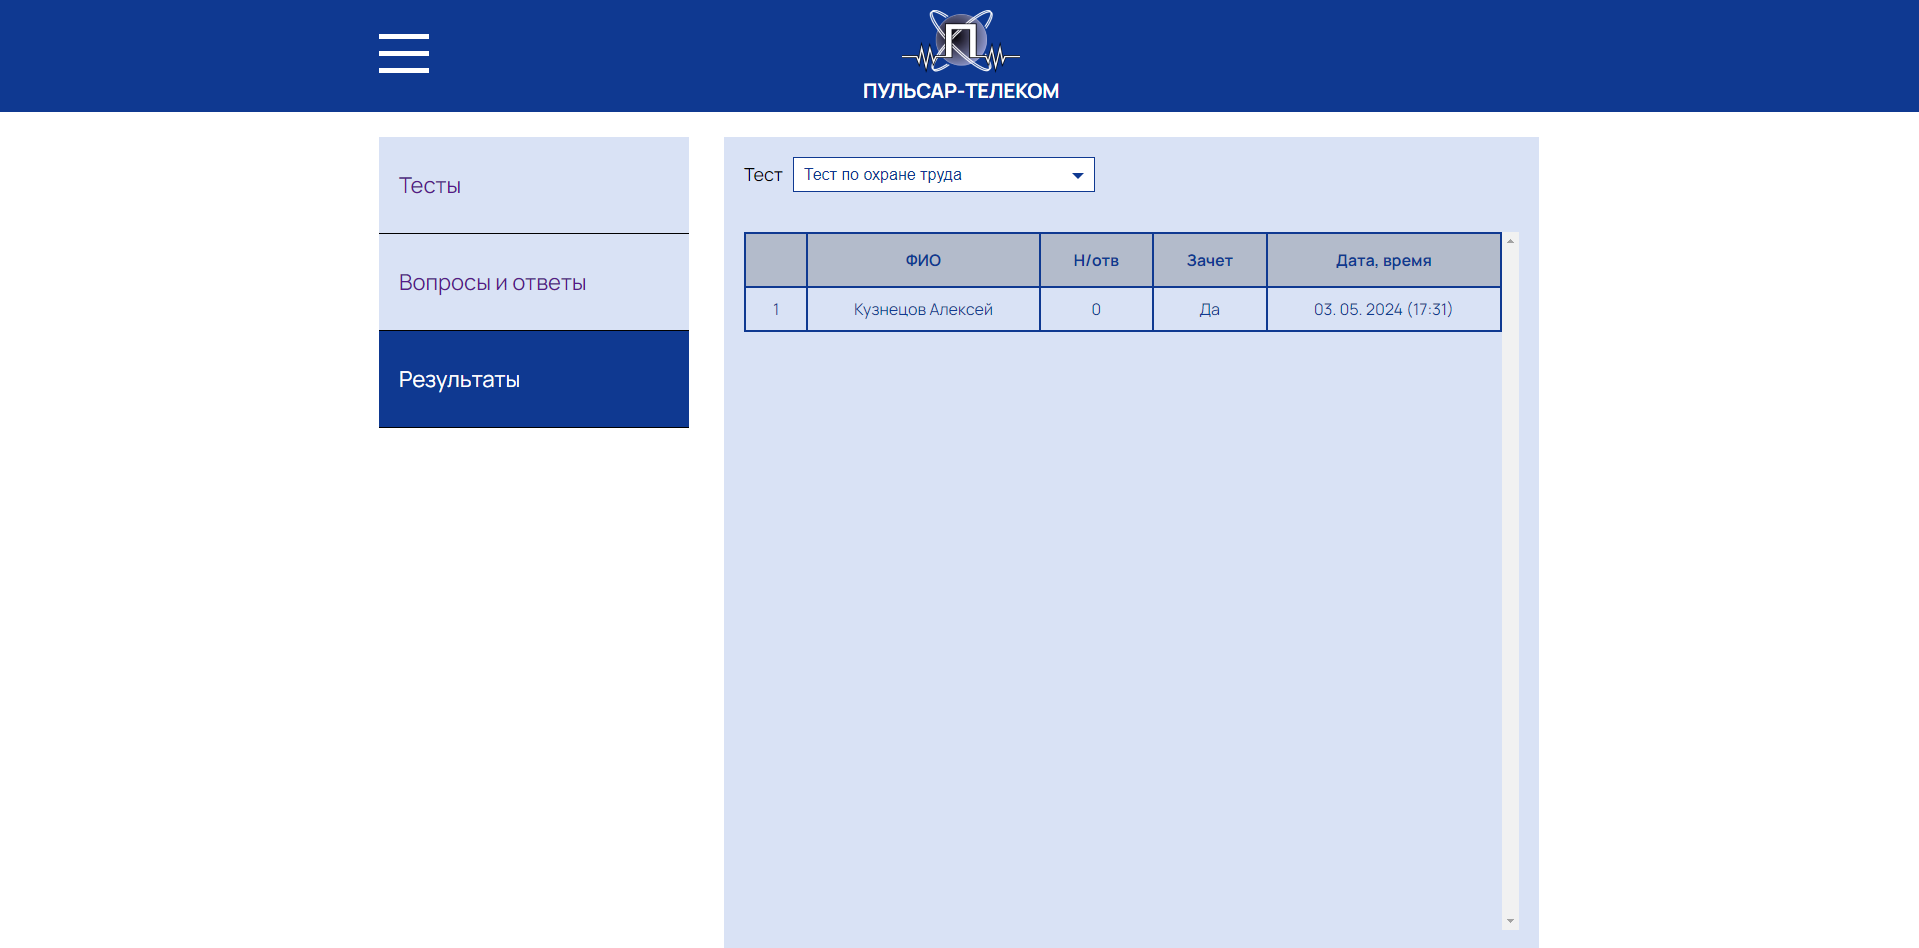 П
ПУЛЬСАР-ТЕЛЕКОМ
Тесты
Вопросы и ответы
Результаты
Тест Тест по охране труда
ФИО Н/отв Зачет Дата, время
1 Кузнецов Алексей 0 Да 03. 05. 2024 (17:31)